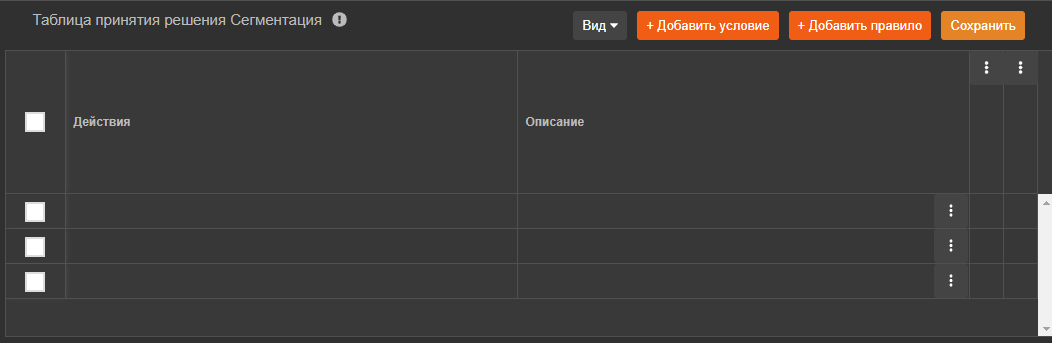 Таблица принятия решения Сегментация
Вид
+ Добавить условие
+ Добавить правило
Сохранить
Действия
Описание